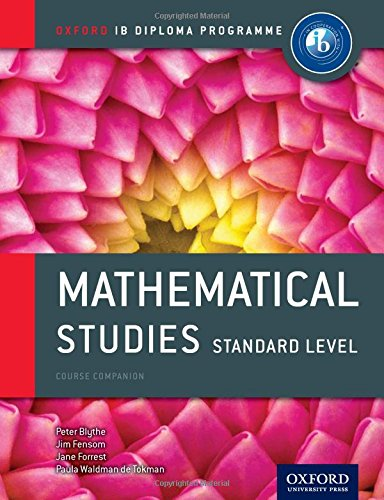 OXFORD IB DIPLOMA PROGRAMME
ib
MATHEMATICAL
STUDIES STANDARD LEVEL
COURSE COMPANION
Peter Blythe
Jim Fensom
Jane Forrest
Paula Waldman de Tokman
OXFORD
UNIVERSITY PRESS